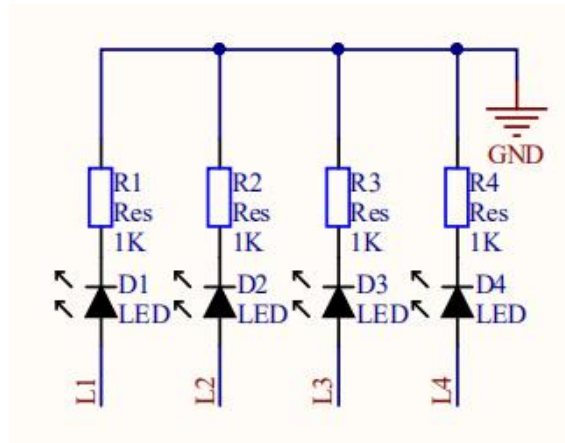 GND
R1
Res
1K
D1
LED
L1
R2
Res
1K
D2
LED
L2
R3
Res
1K
D3
LED
L3
R4
Res
1K
D4
LED
L4